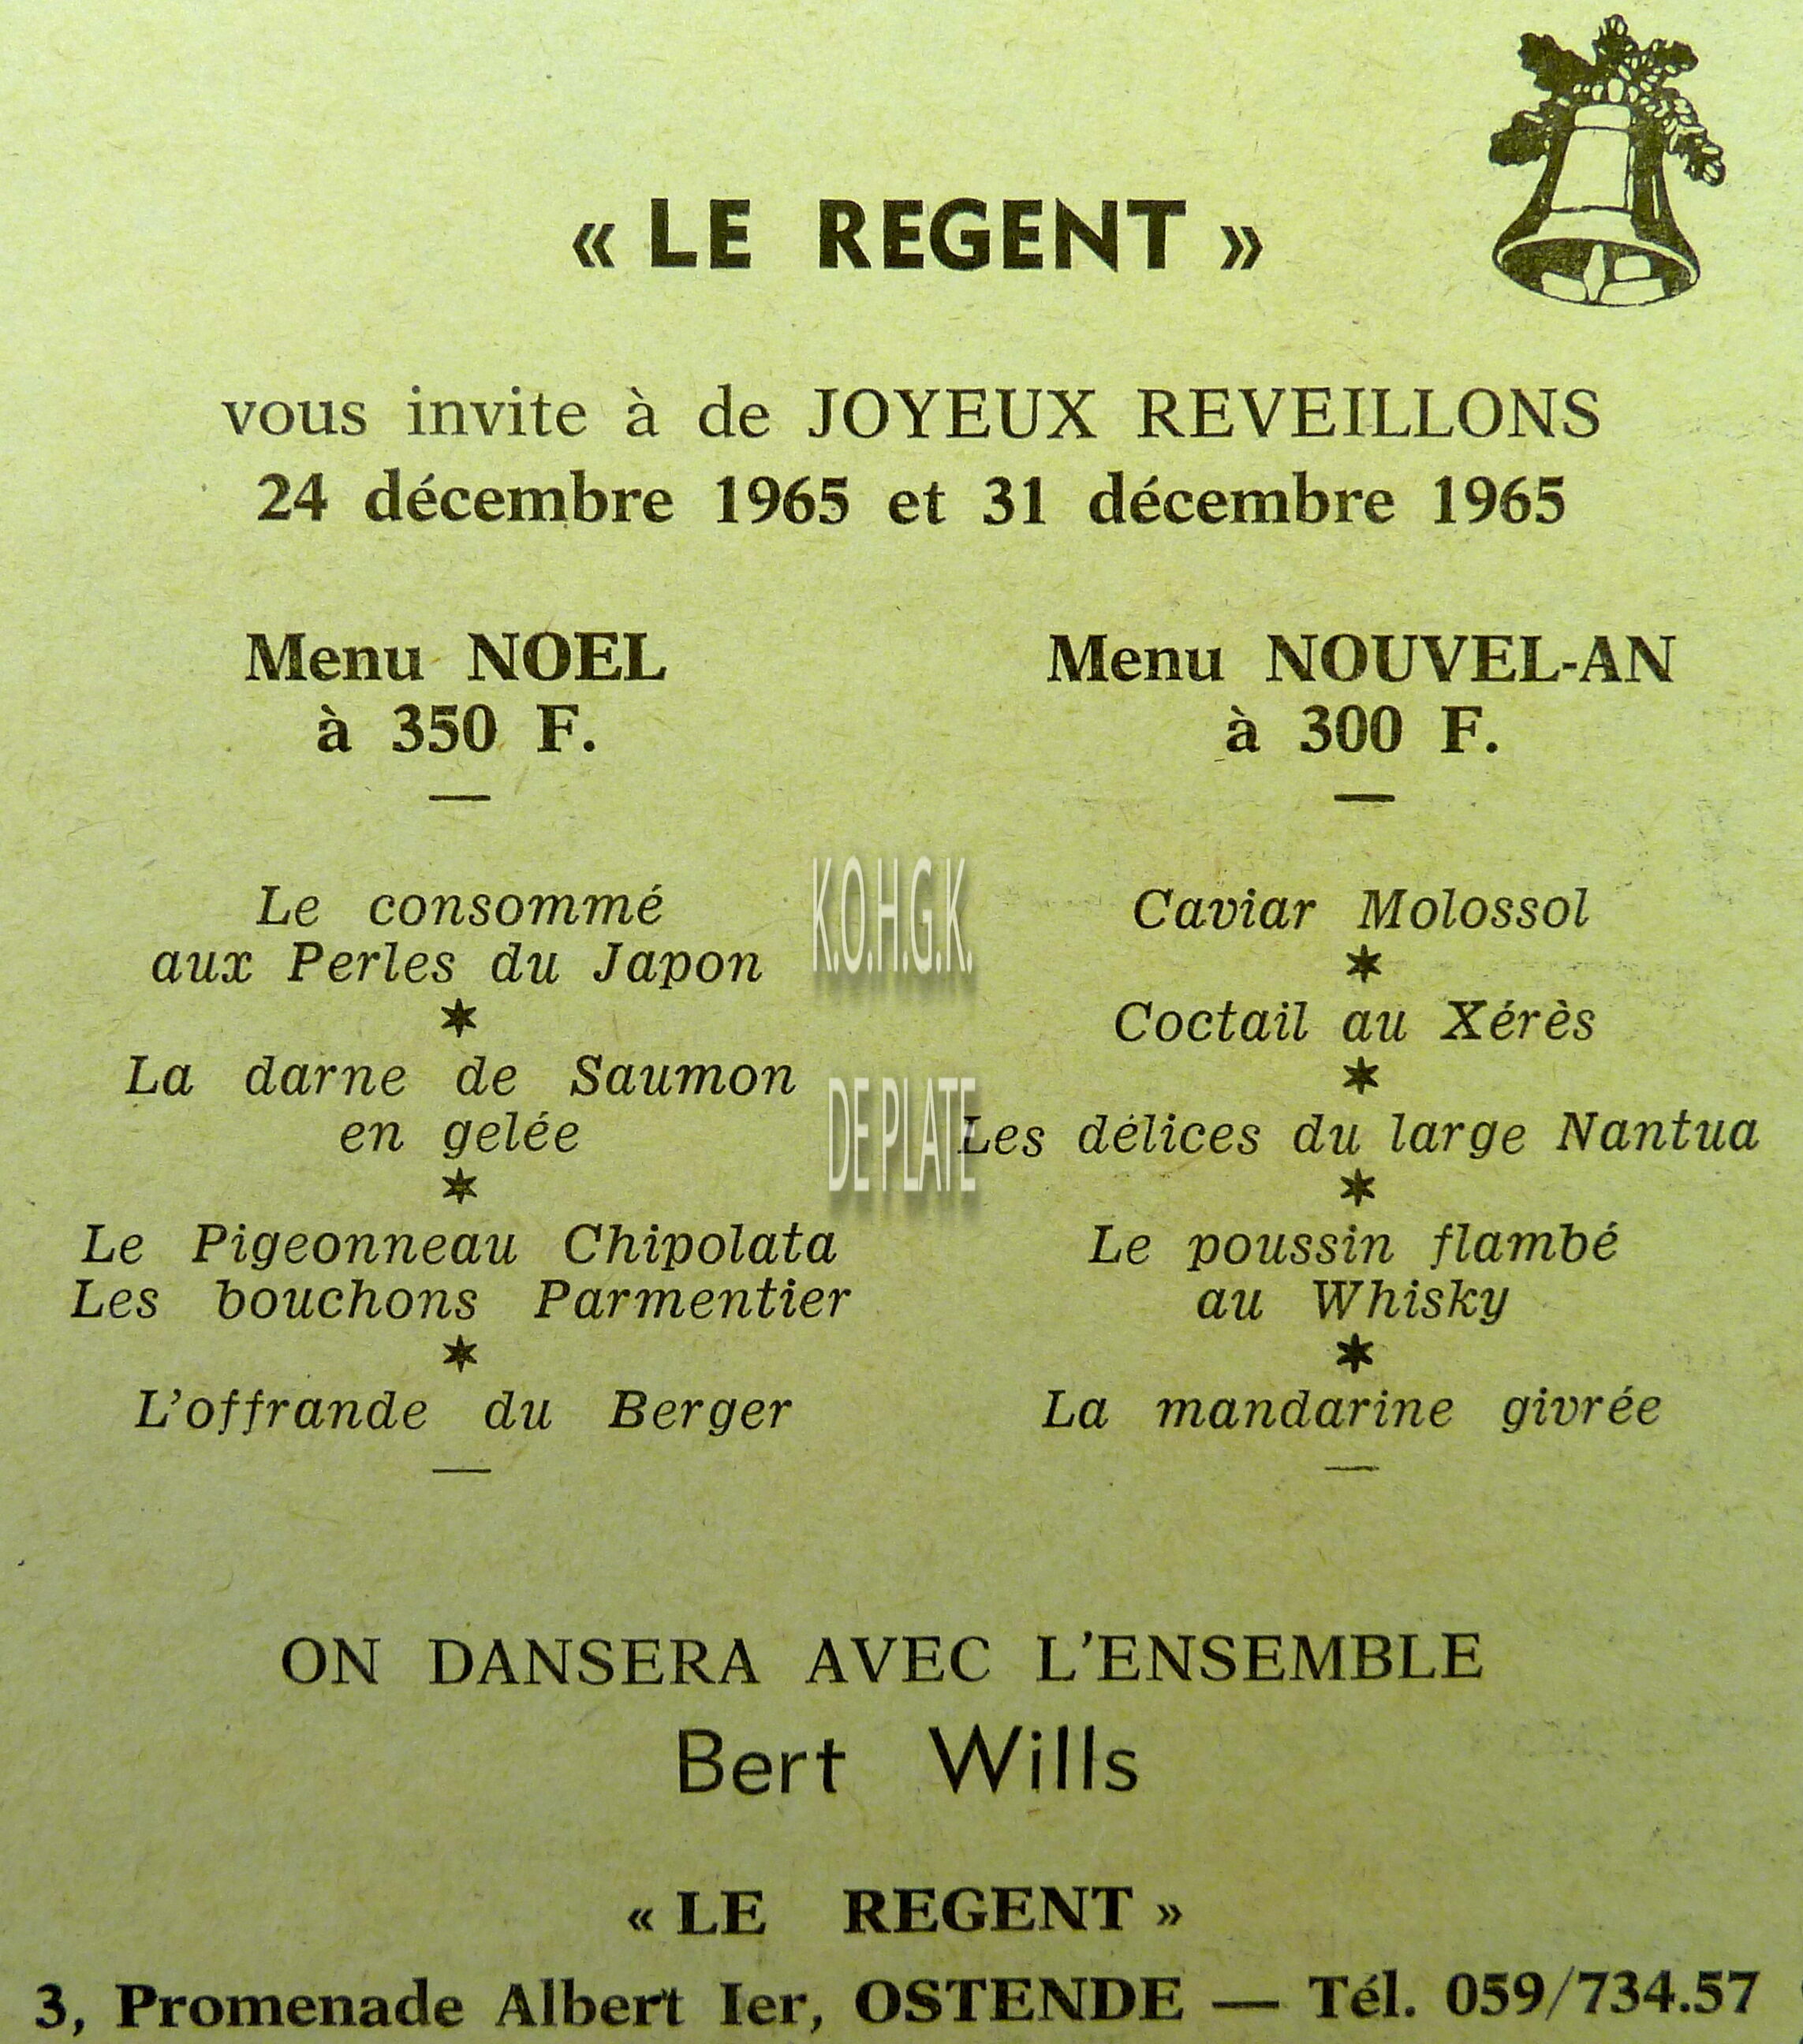 « LE REGENT »
vous invite à de JOYEUX REVEILLONS
24 décembre 1965 et 31 décembre 1965
Menu NOEL
à 350 F.
Le consommé
aux Perles du Japon
La darne de Saumon
en gelée
Le Pigeonneau Chipolata
Les bouchons Parmentier
L'offrande du Berger
Menu NOUVEL-AN
à 300 F.
Caviar Molossol
Coctail au Xérès
Les délices du large Nantua
Le poussin flambé
au Whisky
La mandarine givrée
K.O.H.G.K.
DE PLATE
ON DANSERA AVEC L'ENSEMBLE
Bert Wills
« LE REGENT »
3, Promenade Albert Ier, OSTENDE — Tél. 059/734.57